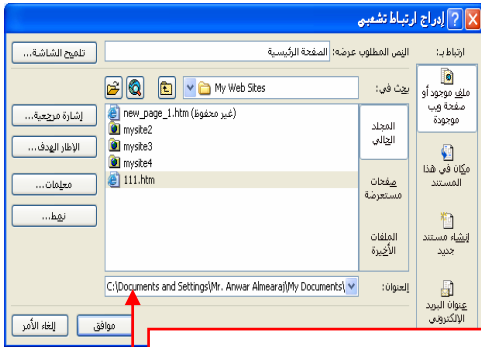 إدراج ارتباط تشعبي
ارتباط بـ:
النص المطلوب عرضه: الصفحة الرئيسية
تلميح الشاشة...
ملف موجود أو
صفحة ويب
موجودة
مكان في هذا
المستند
إنشاء مستند
جديد
عنوان البريد
الإلكتروني
بحث في:
My Web Sites
المجلد
الحالي
صفحات
مستعرضة
الملفات
الأخيرة
new_page_1.htm (غير محفوظ)
mysite2
mysite3
mysite4
111.htm
إشارة مرجعية...
الإطار الهدف...
معلمات...
نمط...
العنوان:
C:\Documents and Settings\Mr. Anwar Almearaj\My Documents\
موافق
إلغاء الأمر